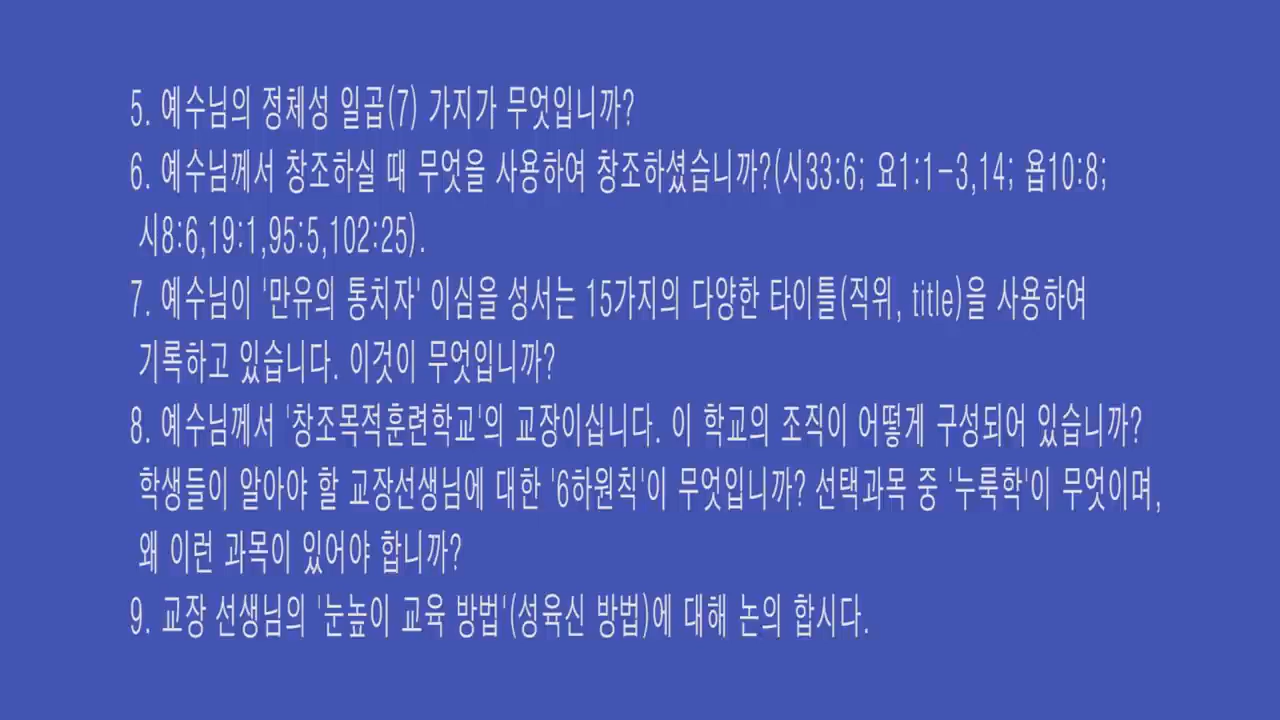 5. 예수님의 정체성 일곱(7) 가지가 무엇입니까?
6. 예수님께서 창조하실 때 무엇을 사용하여 창조하셨습니까?(시33:6; 요1:1-3,14; 욥10:8;
시8:6,19:1,95:5,102:25).
7. 예수님이 '만유의 통치자' 이심을 성서는 15가지의 다양한 타이틀(직위, title)을 사용하여
기록하고 있습니다. 이것이 무엇입니까?
8. 예수님께서 '창조목적훈련학교'의 교장이십니다. 이 학교의 조직이 어떻게 구성되어 있습니까?
학생들이 알아야 할 교장선생님에 대한 '6하원칙'이 무엇입니까? 선택과목 중 '누룩학'이 무엇이며,
왜 이런 과목이 있어야 합니까?
9. 교장 선생님의 '눈높이 교육 방법'(성육신 방법)에 대해 논의 합시다.